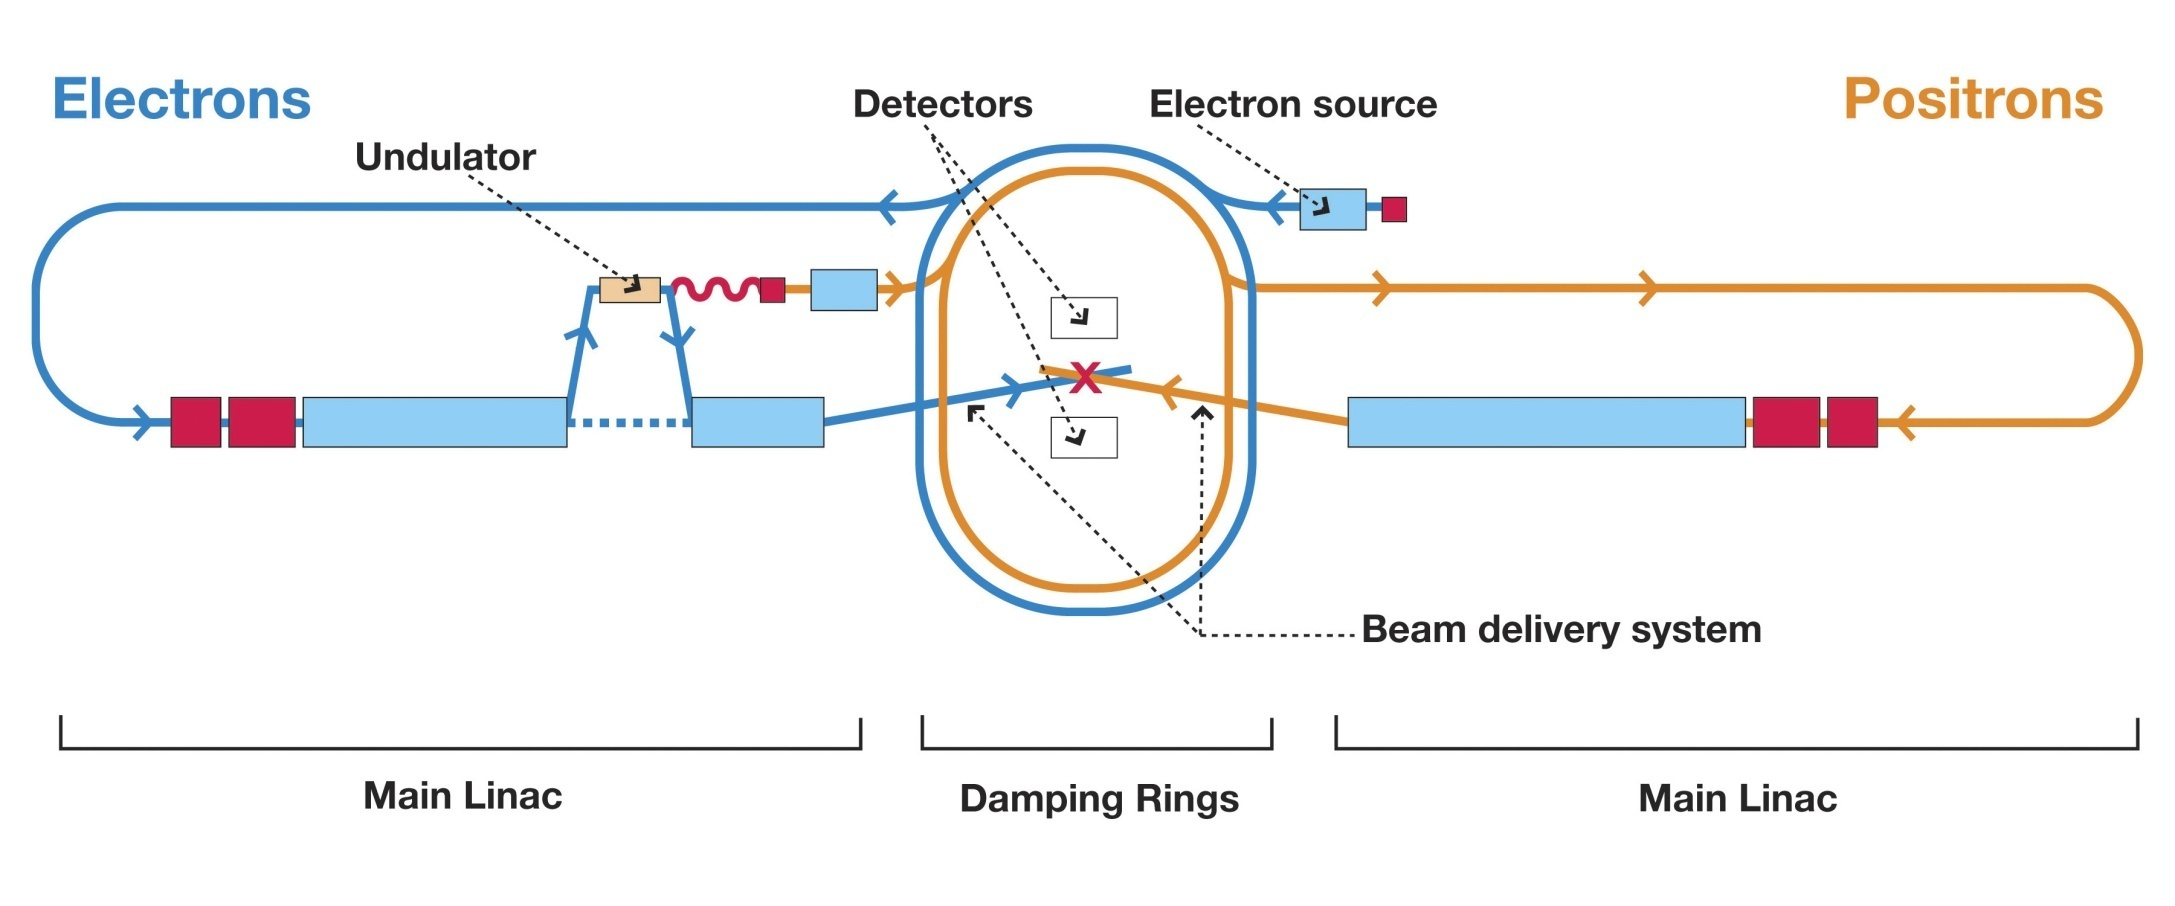 Electrons
Detectors
Electron source
Positrons
Undulator
X
Beam delivery system
Main Linac
Damping Rings
Main Linac